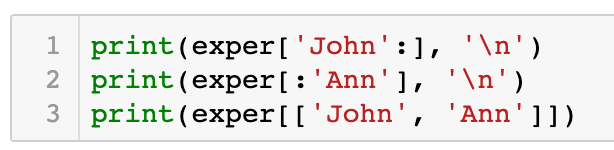 1 print(exper['John':], '\n')
2 print(exper[:'Ann'], '\n')
3 print(exper[['John', 'Ann']])